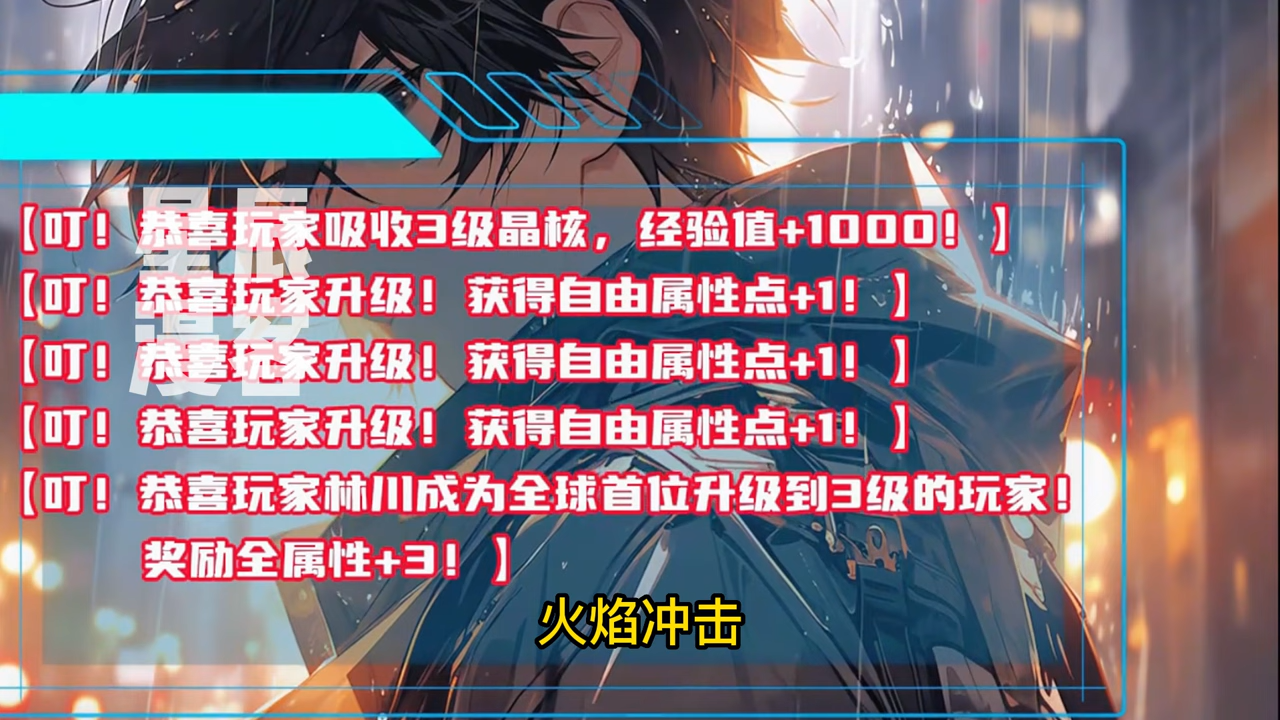 【叮！恭喜玩家吸收3级晶核，经验值+1000！】
【叮！恭喜玩家升级！获得自由属性点+1！】
【叮！恭喜玩家升级！获得自由属性点+1！】
【叮！恭喜玩家升级！获得自由属性点+1！】
【叮！恭喜玩家林川成为全球首位升级到3级的玩家！
奖励全属性+3！】
火焰冲击